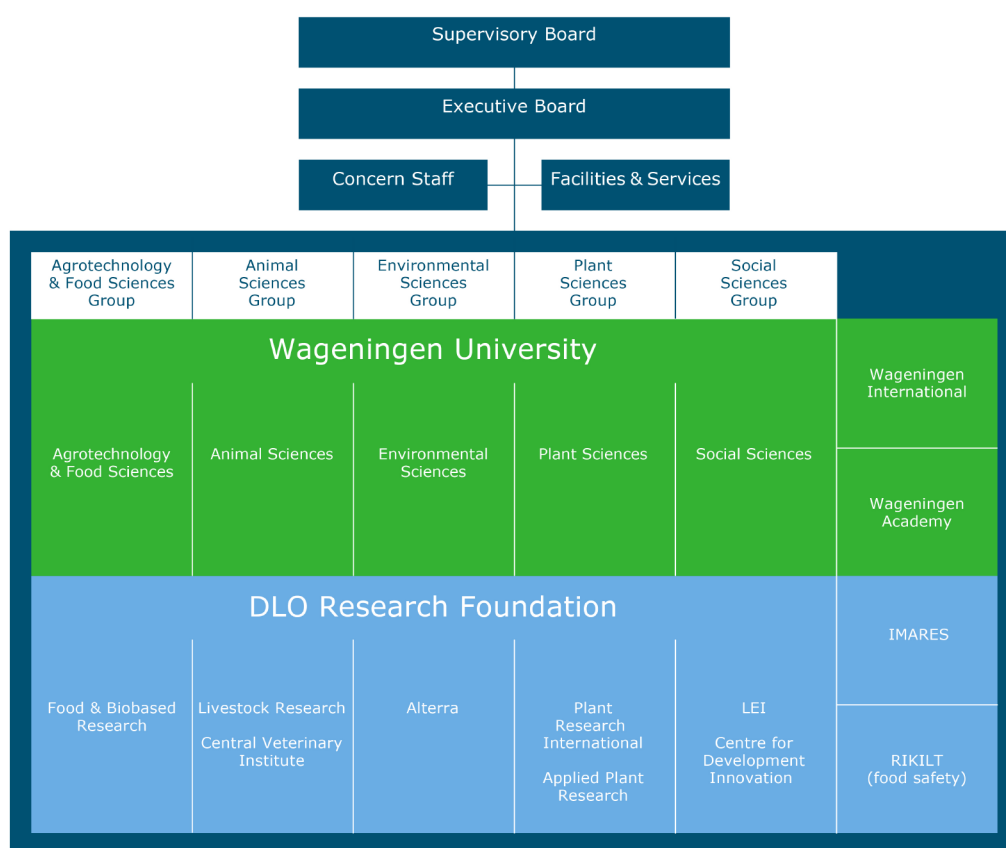 Supervisory Board
Executive Board
Concern Staff
Facilities & Services
Agrotechnology
& Food Sciences
Group
Animal
Sciences
Group
Environmental
Sciences
Group
Plant
Sciences
Group
Social
Sciences
Group
Wageningen University
Agrotechnology
& Food Sciences
Animal Sciences
Environmental
Sciences
Plant Sciences
Social Sciences
Wageningen
International
Wageningen
Academy
DLO Research Foundation
Food & Biobased
Research
Livestock Research
Central Veterinary
Institute
Alterra
Plant
Research
International
Applied Plant
Research
LEI
Centre for
Development
Innovation
IMARES
RIKILT
(food safety)